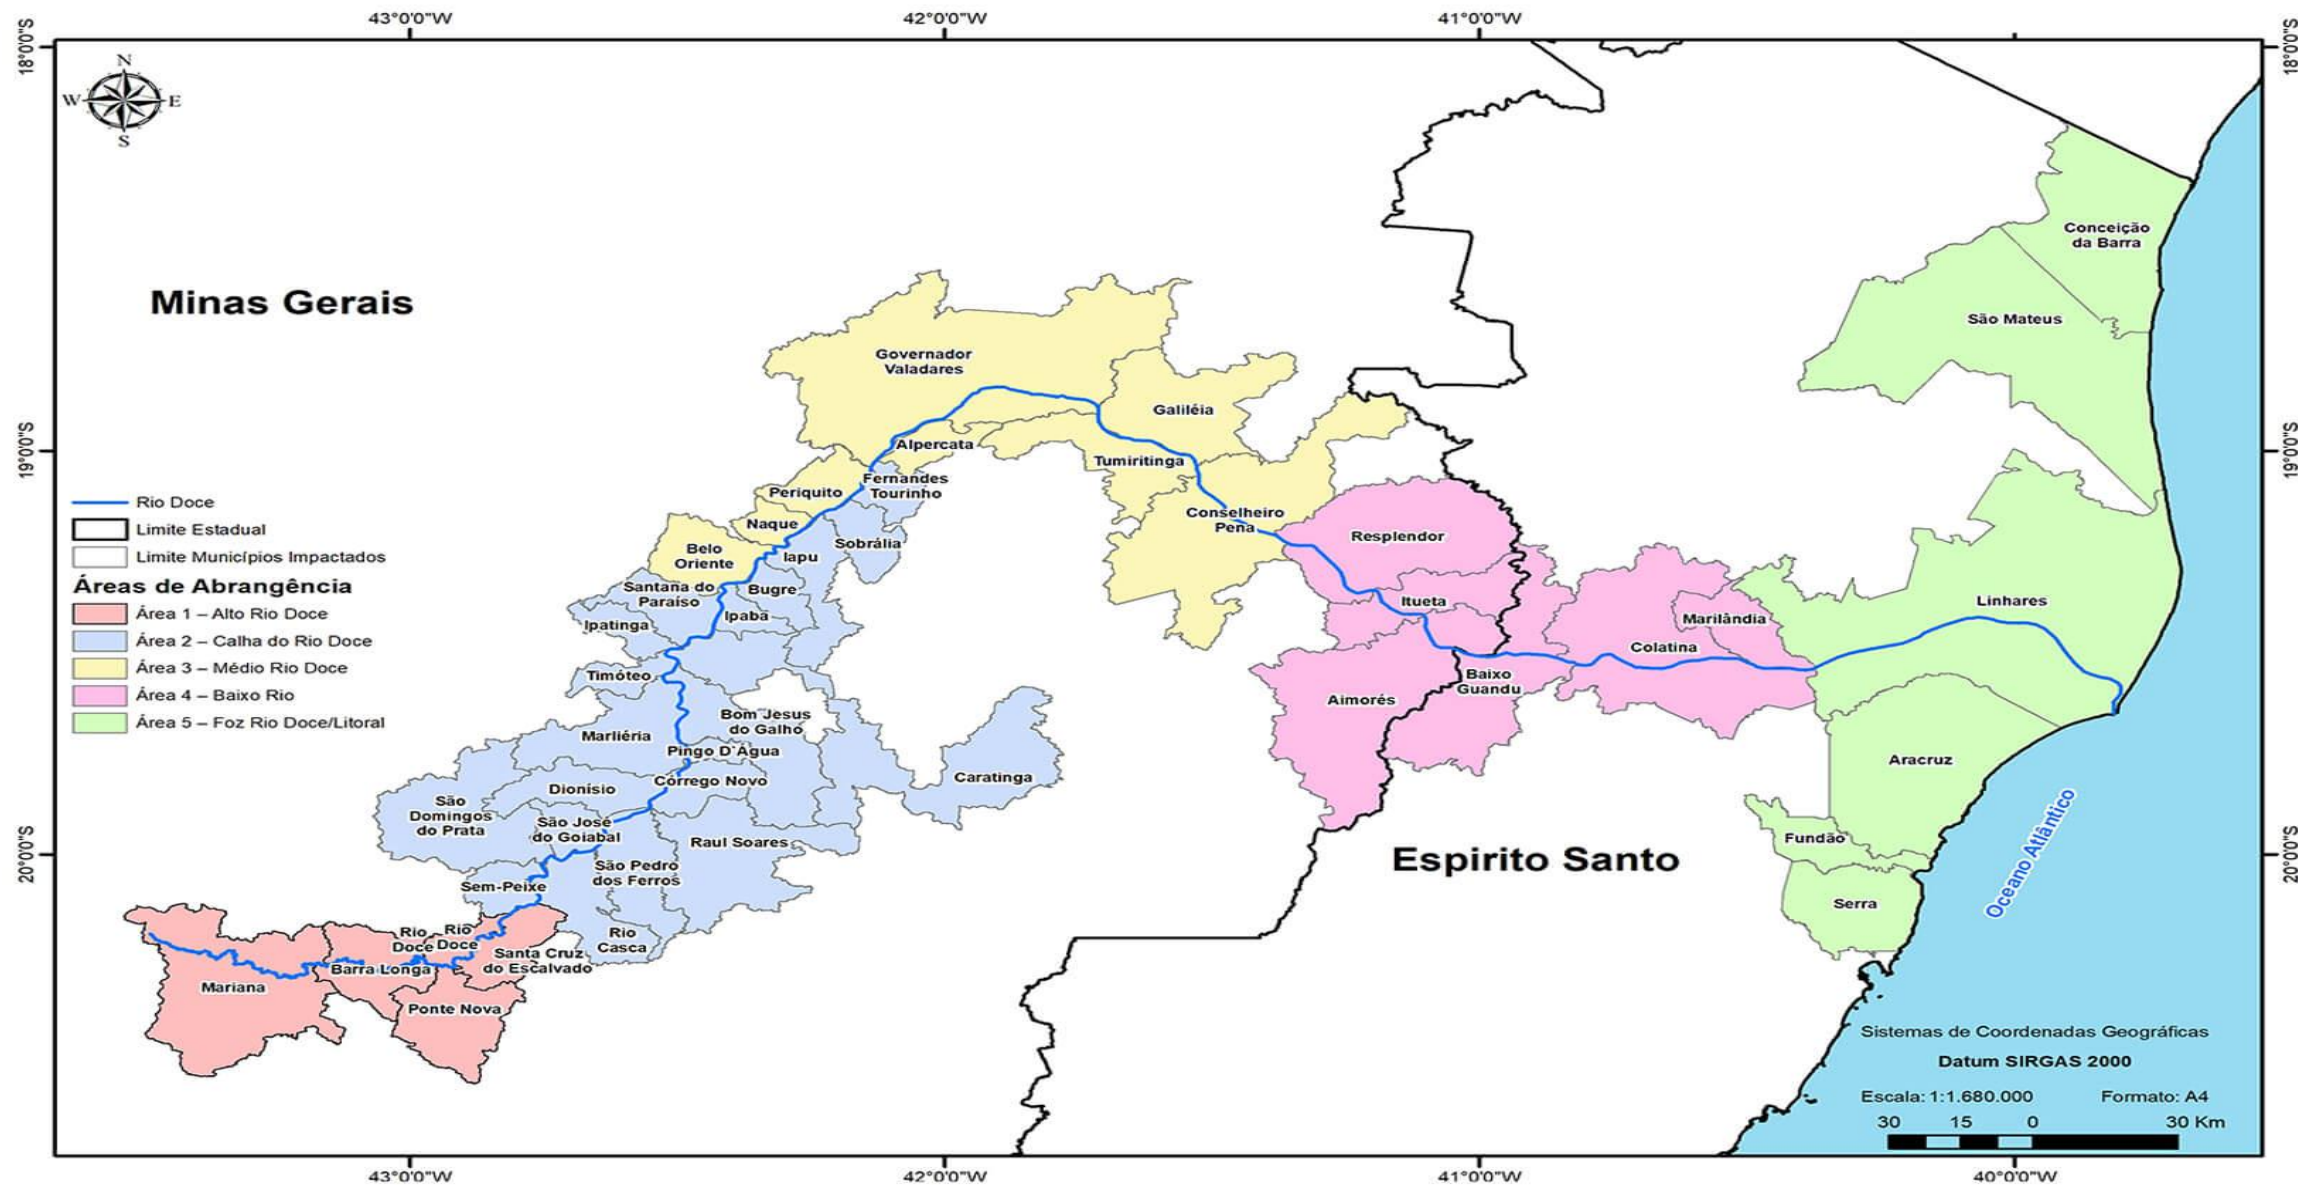 43°0'0"W
42°0'0"W
41°0'0"W
18°0'0"S
18°0'0"S
N
W
E
S
Minas Gerais
Conceição
da Barra
São Mateus
Governador
Valadares
Galiléia
19°0'0"S
19°0'0"S
Alpercata
Tumiritinga
Fernandes
Tourinho
Periquito
Naque
Conselheiro
Pena
Belo
Oriente
Iapu
Sobrália
Resplendor
Santana do
Paraíso
Bugre
Itueta
Linhares
Ipatinga
Ipaba
Marilândia
Colatina
Timóteo
Baixo
Guandu
Aimorés
Rio Doce
Limite Estadual
Limite Municípios Impactados
Áreas de Abrangência
Área 1 – Alto Rio Doce
Área 2 – Calha do Rio Doce
Área 3 – Médio Rio Doce
Área 4 – Baixo Rio
Área 5 – Foz Rio Doce/Litoral
Bom Jesus
do Galho
Marliéria
Pingo D`Água
Aracruz
Córrego Novo
Caratinga
Dionísio
São
Domingos
do Prata
São José
do Goiabal
Raul Soares
Fundão
Espirito Santo
20°0'0"S
20°0'0"S
São Pedro
dos Ferros
Sem-Peixe
Serra
Oceano Atlântico
Rio
Doce
Rio
Doce
Rio
Casca
Santa Cruz
do Escalvado
Barra Longa
Mariana
Ponte Nova
Sistemas de Coordenadas Geográficas
Datum SIRGAS 2000
Escala: 1:1.680.000 Formato: A4
30 15 0 30 Km
43°0'0"W
42°0'0"W
41°0'0"W
40°0'0"W